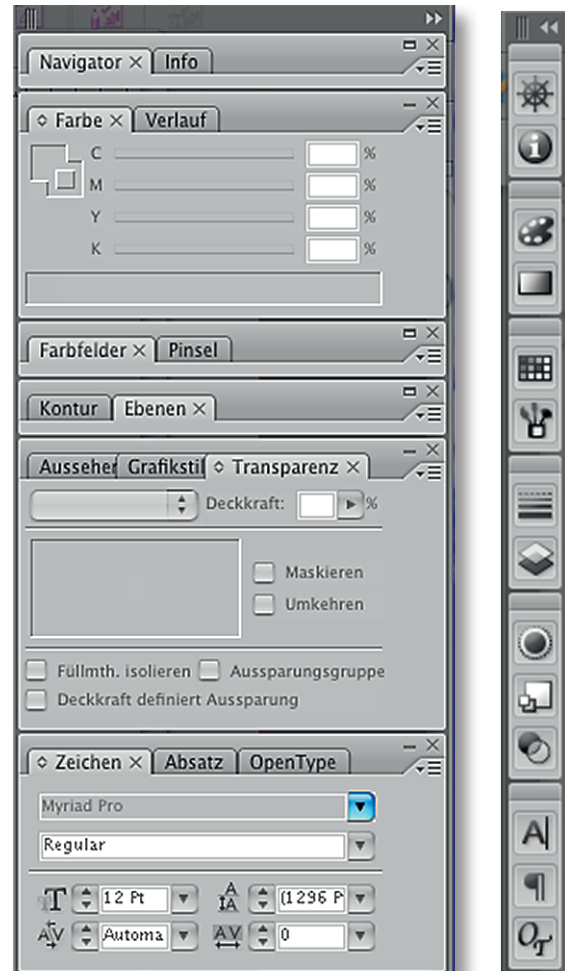 Navigator × Info
Farbe × Verlauf
C %
M %
Y %
K %
Farbfelder × Pinsel
Kontur Ebenen ×
Ausseher Grafikstil Transparenz ×
Deckkraft: %
Maskieren
Umkehren
Füllmth. isolieren Aussparungsgruppe
Deckkraft definiert Aussparung
Zeichen × Absatz OpenType
Myriad Pro
Regular
12 Pt (1296 P
Automa 0